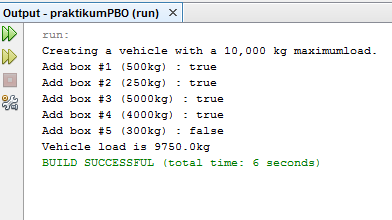 Output - praktikumPBO (run)
run:
Creating a vehicle with a 10,000 kg maximumload.
Add box #1 (500kg) : true
Add box #2 (250kg) : true
Add box #3 (5000kg) : true
Add box #4 (4000kg) : true
Add box #5 (300kg) : false
Vehicle load is 9750.0kg
BUILD SUCCESSFUL (total time: 6 seconds)